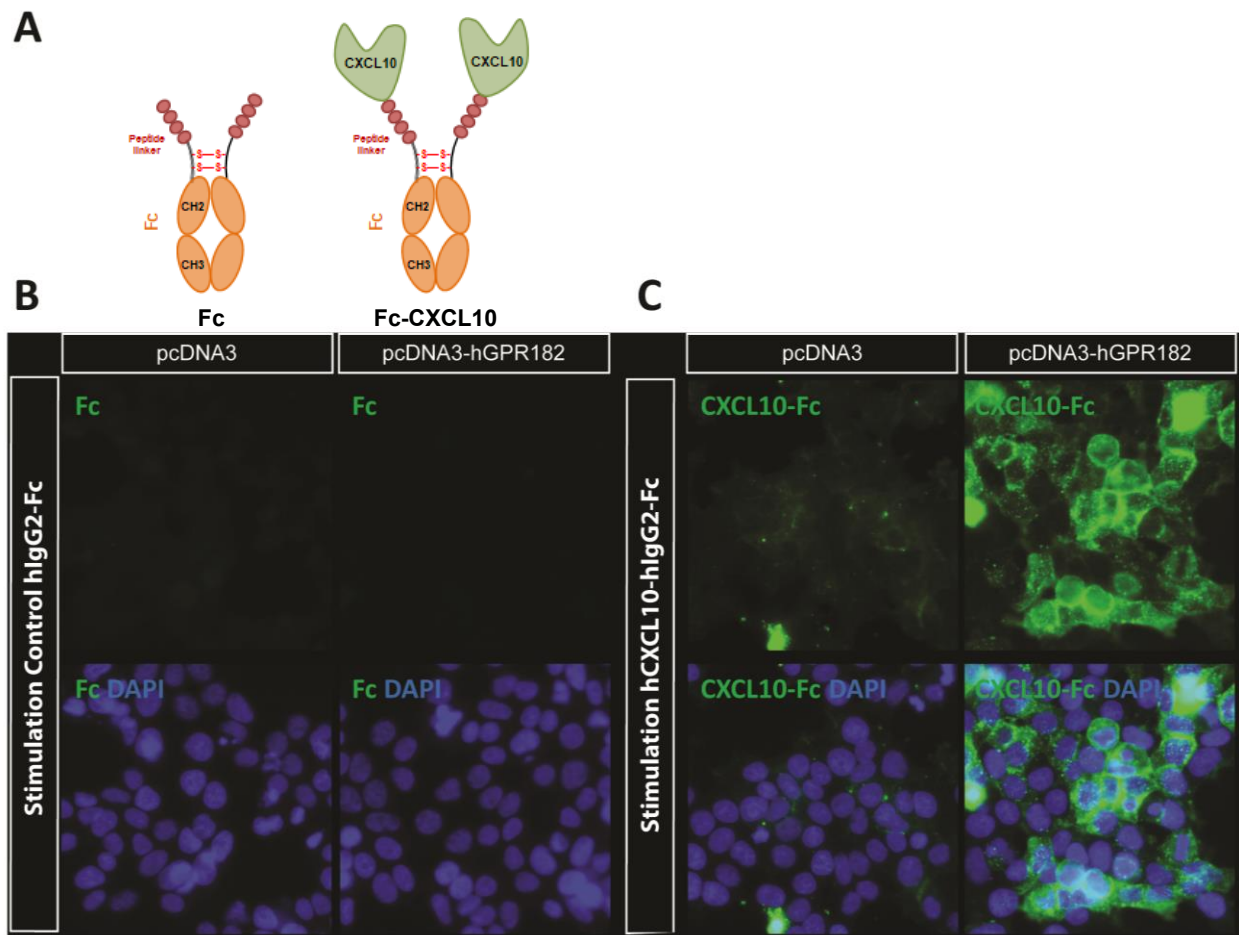 A
CXCL10
CXCL10
Peptide
linker
S—S
S—S
CH2
Fc
CH3
Fc
Peptide
linker
S—S
S—S
CH2
Fc
CH3
Fc-CXCL10
B
pcDNA3
pcDNA3-hGPR182
Stimulation Control hIgG2-Fc
Fc
Fc
Fc DAPI
Fc DAPI
C
pcDNA3
pcDNA3-hGPR182
Stimulation hCXCL10-hIgG2-Fc
CXCL10-Fc
CXCL10-Fc
CXCL10-Fc DAPI
CXCL10-Fc DAPI